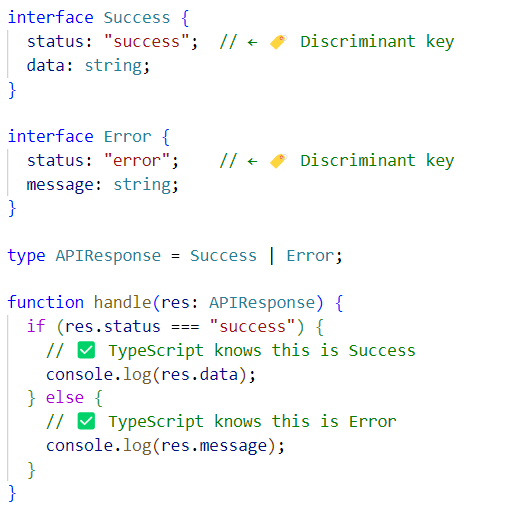 interface Success {
  status: "success";  // ← 🏷️ Discriminant key
  data: string;
}

interface Error {
  status: "error";    // ← 🏷️ Discriminant key
  message: string;
}

type APIResponse = Success | Error;

function handle(res: APIResponse) {
  if (res.status === "success") {
    // ✅ TypeScript knows this is Success
    console.log(res.data);
  } else {
    // ✅ TypeScript knows this is Error
    console.log(res.message);
  }
}